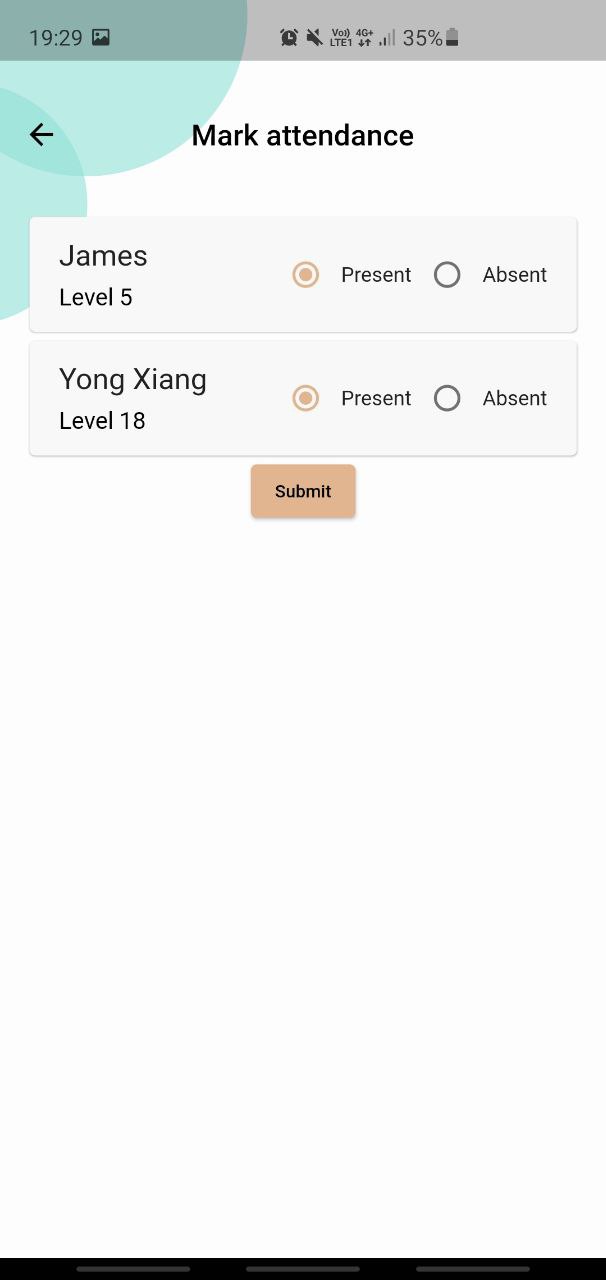 19:29 Vo)) LTE1 4G+ 35%
Mark attendance
James
Level 5
Present Absent
Yong Xiang
Level 18
Present Absent
Submit